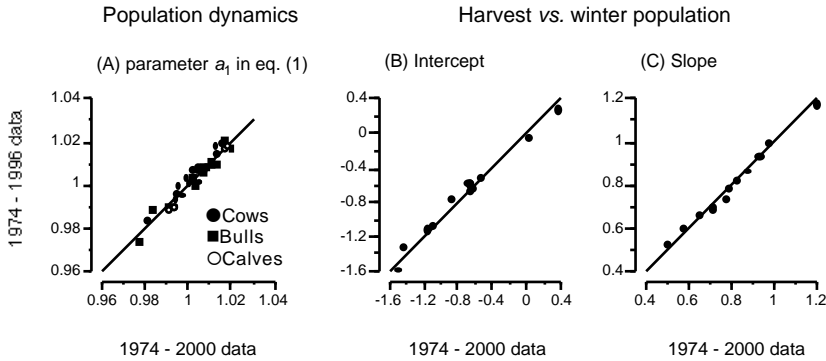 Population dynamics
Harvest vs. winter population
(A) parameter a1 in eq. (1)
(B) Intercept
(C) Slope
1974 - 1996 data
1.04
1.02
1
0.98
0.96
0.96 0.98 1 1.02 1.04
Cows
Bulls
Calves
0.4
0
-0.4
-0.8
-1.2
-1.6
-1.6 -1.2 -0.8 -0.4 0 0.4
1.2
1
0.8
0.6
0.4
0.4 0.6 0.8 1 1.2
1974 - 2000 data
1974 - 2000 data
1974 - 2000 data